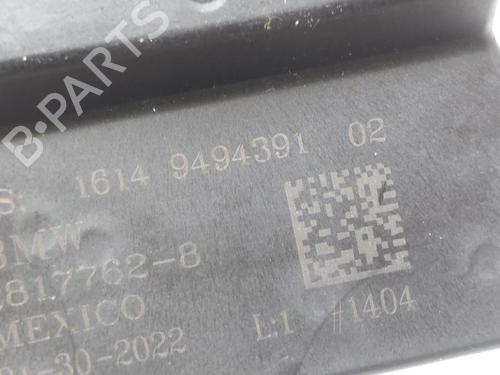 B-PARTS
S: 1614 9494391 02
BMW
817762-8
MEXICO
-30-2022 L:1 #1404